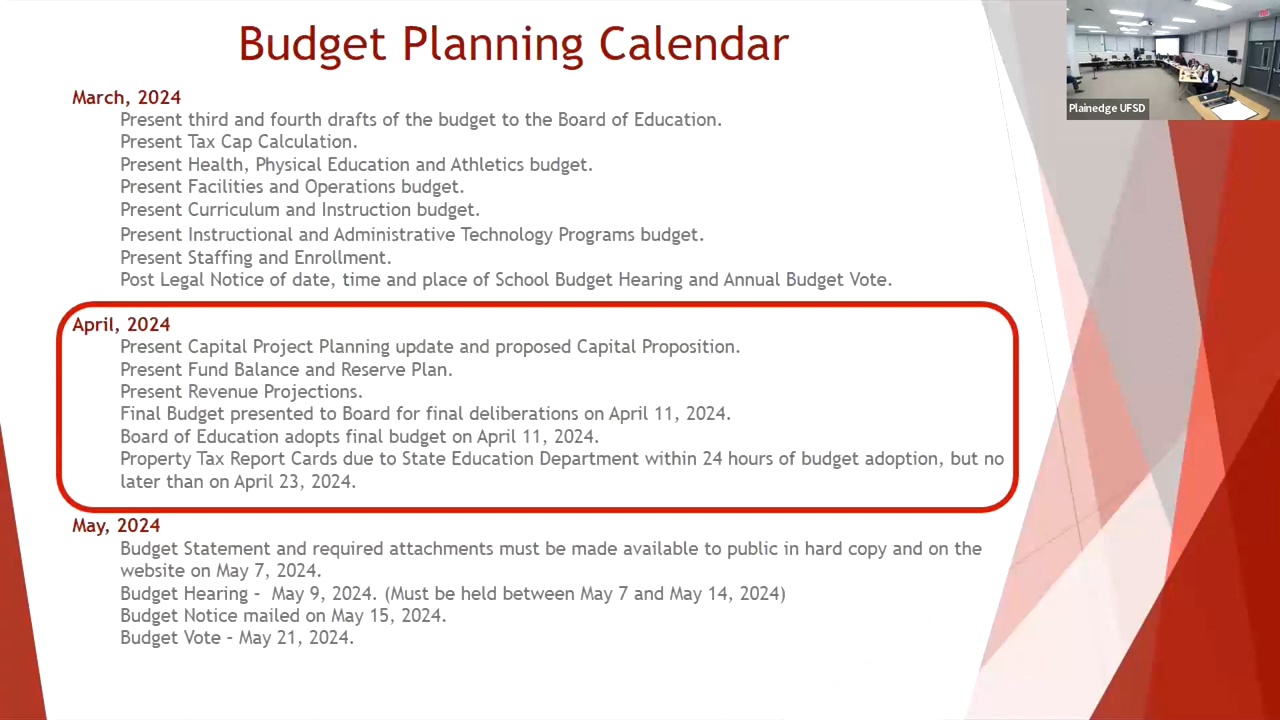 Budget Planning Calendar
Plainedge UFSD
March, 2024
Present third and fourth drafts of the budget to the Board of Education.
Present Tax Cap Calculation.
Present Health, Physical Education and Athletics budget.
Present Facilities and Operations budget.
Present Curriculum and Instruction budget.
Present Instructional and Administrative Technology Programs budget.
Present Staffing and Enrollment.
Post Legal Notice of date, time and place of School Budget Hearing and Annual Budget Vote.
April, 2024
Present Capital Project Planning update and proposed Capital Proposition.
Present Fund Balance and Reserve Plan.
Present Revenue Projections.
Final Budget presented to Board for final deliberations on April 11, 2024.
Board of Education adopts final budget on April 11, 2024.
Property Tax Report Cards due to State Education Department within 24 hours of budget adoption, but no
later than on April 23, 2024.
May, 2024
Budget Statement and required attachments must be made available to public in hard copy and on the
website on May 7, 2024.
Budget Hearing - May 9, 2024. (Must be held between May 7 and May 14, 2024)
Budget Notice mailed on May 15, 2024.
Budget Vote - May 21, 2024.